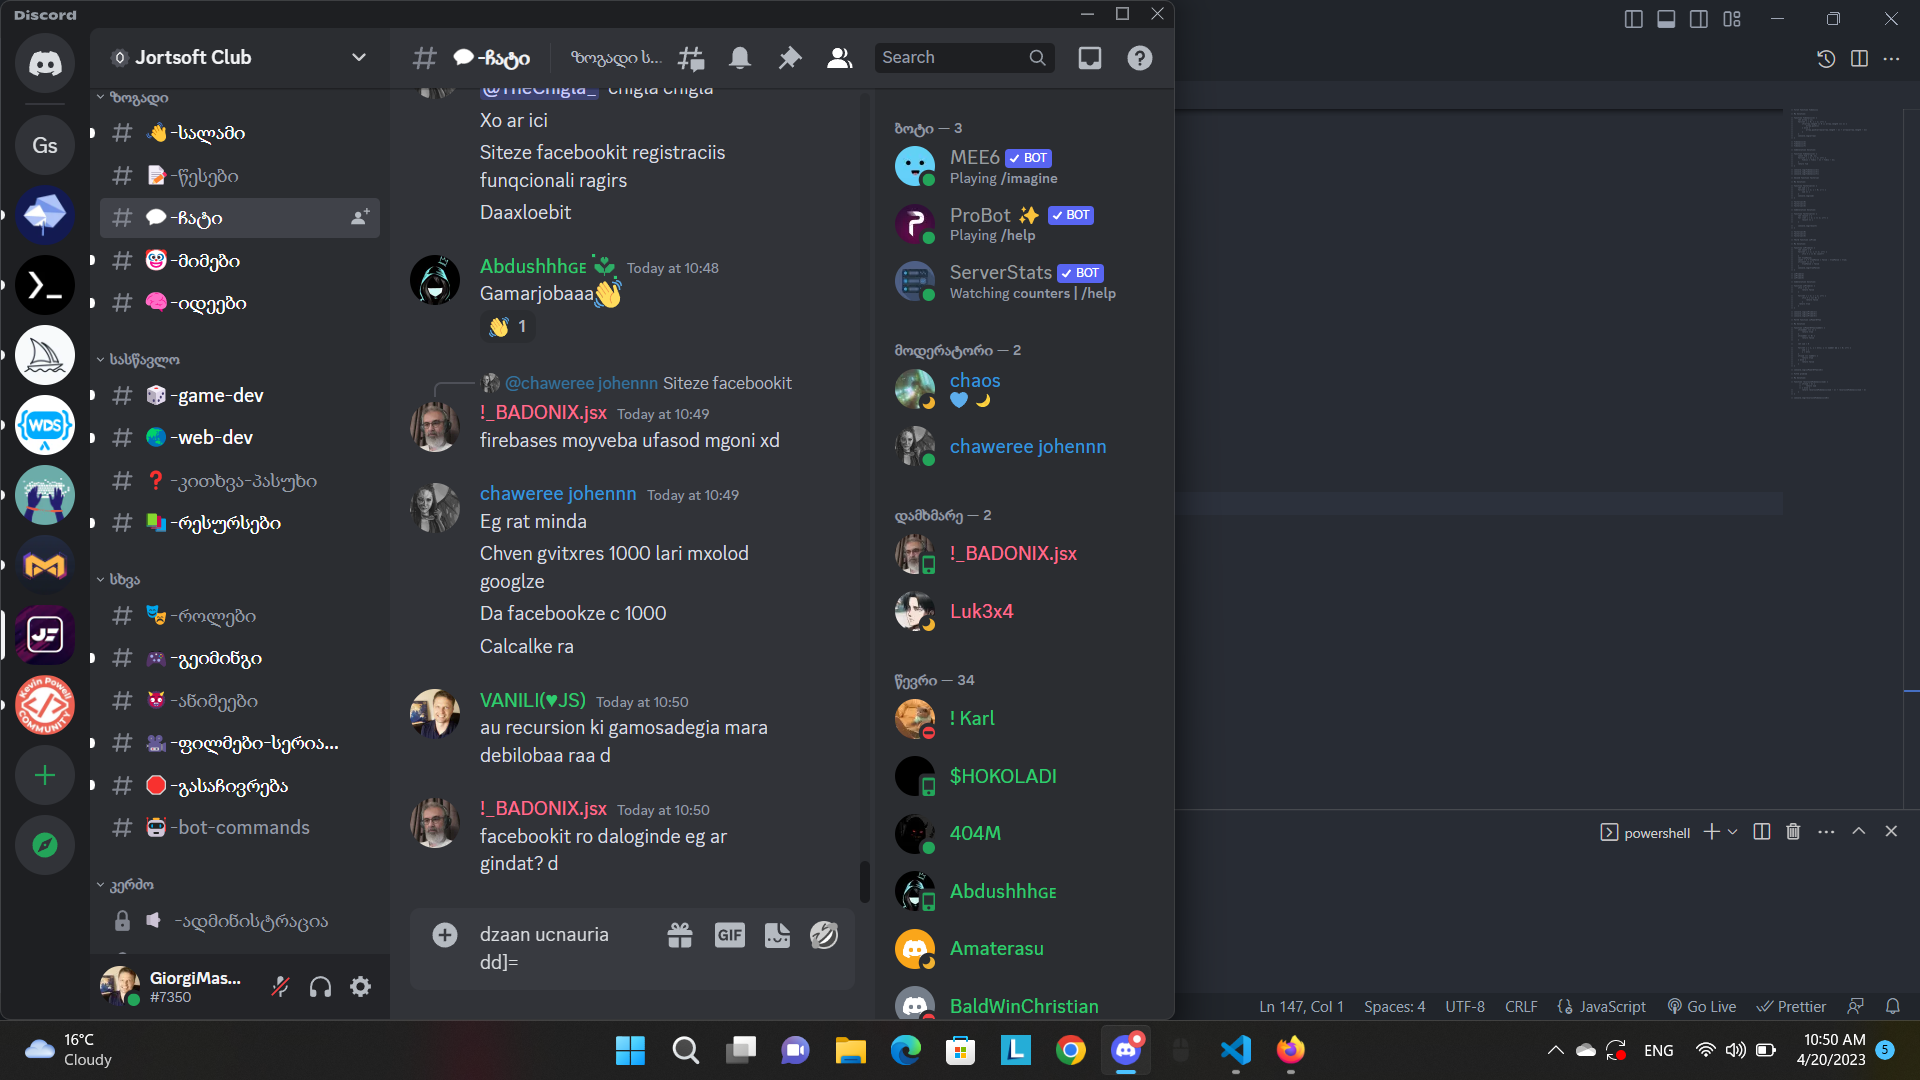 Discord
Jortsoft Club
-ჩატი
ზოგადი ს...
Search
Gs
ზოგადი
-სალამი
-წესები
-ჩატი
-მიმები
-იდეები
სასწავლო
-game-dev
-web-dev
-კითხვა-პასუხი
-რესურსები
სხვა
-როლები
-გეიმინგი
-ანიმეები
-ფილმები-სერია...
-გასაჩივრება
-bot-commands
კერძო
-ადმინისტრაცია
WDS
Kevin Powell
COMMUNITY
GiorgiMas...
#7350
@TheChigla_ chigla chigla
Xo ar ici
Siteze facebookit registraciis
funqcionali ragirs
Daaxloebit
AbdushhhGE Today at 10:48
Gamarjobaaa
1
@chaweree johennn Siteze facebookit
!_BADONIX.jsx Today at 10:49
firebases moyveba ufasod mgoni xd
chaweree johennn Today at 10:49
Eg rat minda
Chven gvitxres 1000 lari mxolod
googlze
Da facebookze c 1000
Calcalke ra
VANILI(♥JS) Today at 10:50
au recursion ki gamosadegia mara
debilobaa raa d
!_BADONIX.jsx Today at 10:50
facebookit ro daloginde eg ar
gindat? d
dzaan ucnauria
dd]=
GIF
ბოტი — 3
MEE6 BOT
Playing /imagine
ProBot ✨ BOT
Playing /help
ServerStats BOT
Watching counters | /help
მოდერატორი — 2
chaos
chaweree johennn
დამხმარე — 2
!_BADONIX.jsx
Luk3x4
წევრი — 34
! Karl
$HOKOLADI
404M
AbdushhhGE
Amaterasu
BaldWinChristian
powershell
Ln 147, Col 1 Spaces: 4 UTF-8 CRLF JavaScript Go Live Prettier
16°C
Cloudy
ENG
10:50 AM
4/20/2023
5